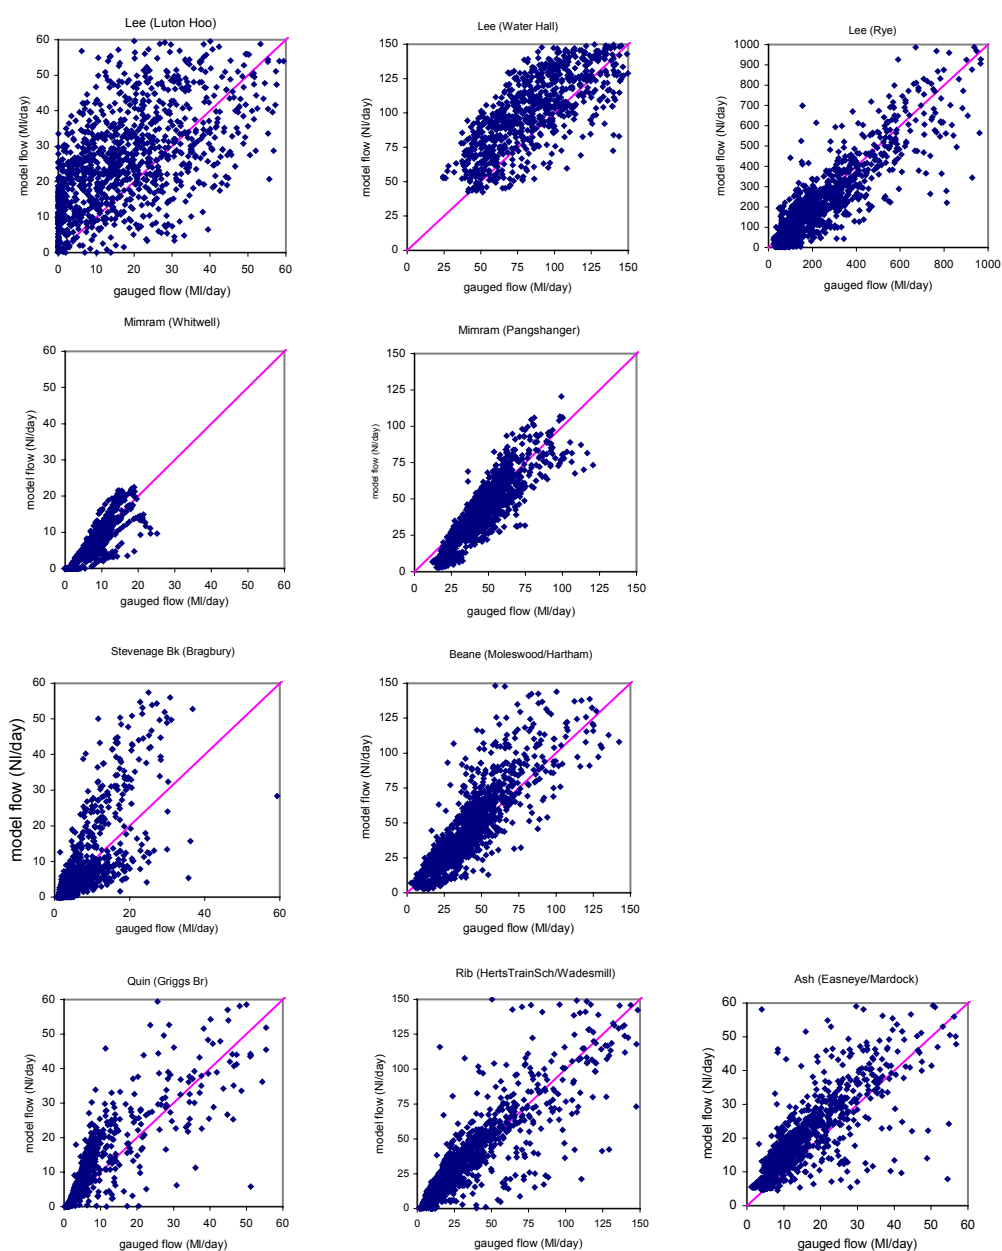 Lee (Luton Hoo)
model flow (Ml/day)
60
50
40
30
20
10
0
0 10 20 30 40 50 60
gauged flow (Ml/day)
Lee (Water Hall)
model flow (Nl/day)
150
125
100
75
50
25
0
0 25 50 75 100 125 150
gauged flow (Ml/day)
Lee (Rye)
model flow (Nl/day)
1000
900
800
700
600
500
400
300
200
100
0
0 200 400 600 800 1000
gauged flow (Ml/day)
Mimram (Whitwell)
model flow (Nl/day)
60
50
40
30
20
10
0
0 10 20 30 40 50 60
gauged flow (Ml/day)
Mimram (Pangshanger)
model flow (Nl/day)
150
125
100
75
50
25
0
0 25 50 75 100 125 150
gauged flow (Ml/day)
Stevenage Bk (Bragbury)
model flow (Nl/day)
60
50
40
30
20
10
0
0 20 40 60
gauged flow (Ml/day)
Beane (Moleswood/Hartham)
model flow (Nl/day)
150
125
100
75
50
25
0
0 25 50 75 100 125 150
gauged flow (Ml/day)
Quin (Griggs Br)
model flow (Nl/day)
60
50
40
30
20
10
0
0 10 20 30 40 50 60
gauged flow (Ml/day)
Rib (HertsTrainSch/Wadesmill)
model flow (Nl/day)
150
125
100
75
50
25
0
0 25 50 75 100 125 150
gauged flow (Ml/day)
Ash (Easneye/Mardock)
model flow (Nl/day)
60
50
40
30
20
10
0
0 10 20 30 40 50 60
gauged flow (Ml/day)